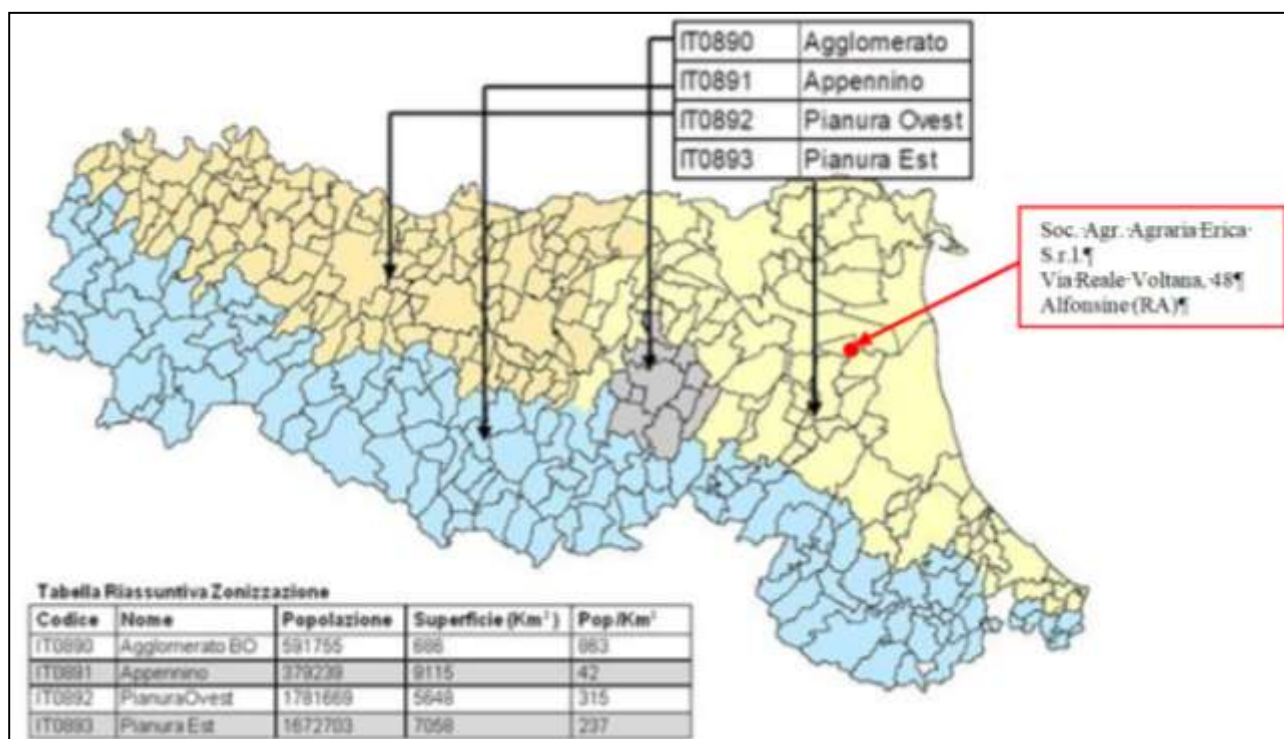 IT0890 Agglomerato
IT0891 Appennino
IT0892 Pianura Ovest
IT0893 Pianura Est
Soc.·Agr.·Agraria·Erica·
S.r.l.¶
Via·Reale·Voltana,·48¶
Alfonsine·(RA)¶
Tabella Riassuntiva Zonizzazione
Codice Nome Popolazione Superficie (Km²) Pop/Km²
IT0890 Agglomerato BO 591755 686 863
IT0891 Appennino 379239 9115 42
IT0892 PianuraOvest 1781669 5648 315
IT0893 Pianura Est 1672703 7058 237